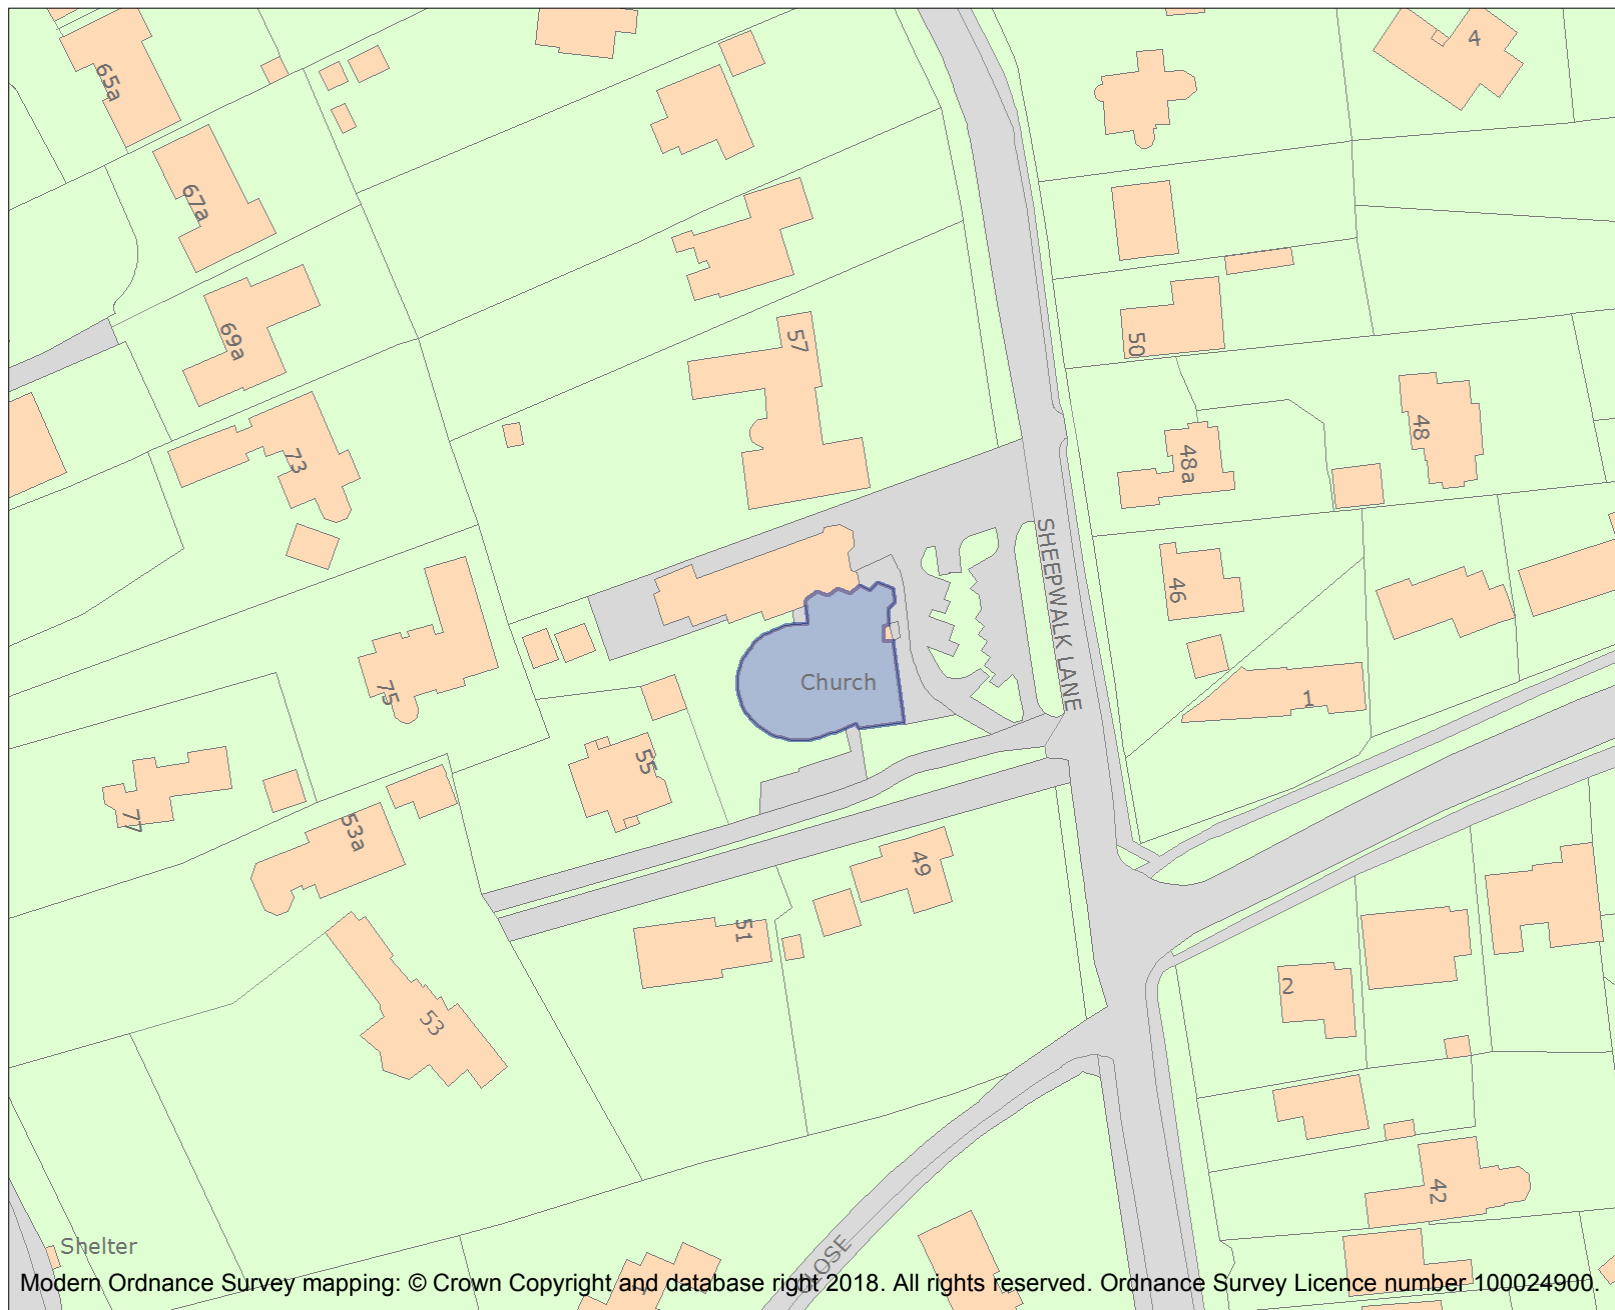 65a
4
67a
57
69a
50
73
48a
48
SHEEPWALK LANE
46
Church
75
1
55
77
53a
49
51
53
2
42
Shelter
CLOSE
Modern Ordnance Survey mapping: © Crown Copyright and database right 2018. All rights reserved. Ordnance Survey Licence number 100024900.